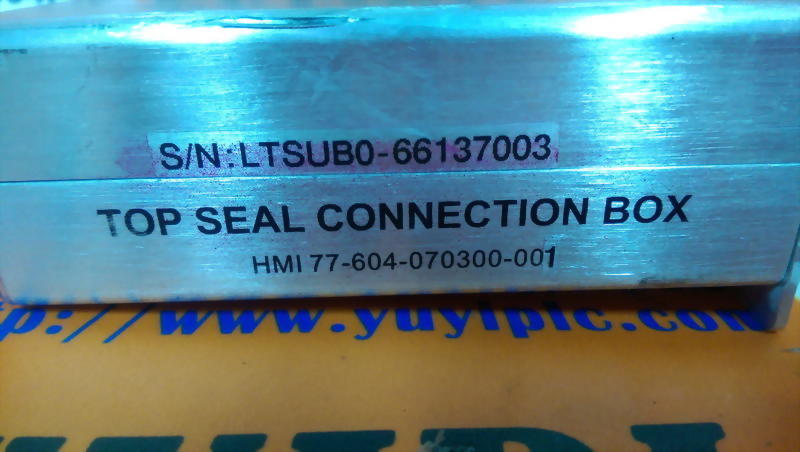 S/N:LTSUB0-66137003
TOP SEAL CONNECTION BOX
HMI 77-604-070300-001
p://www.yuyiplc.com